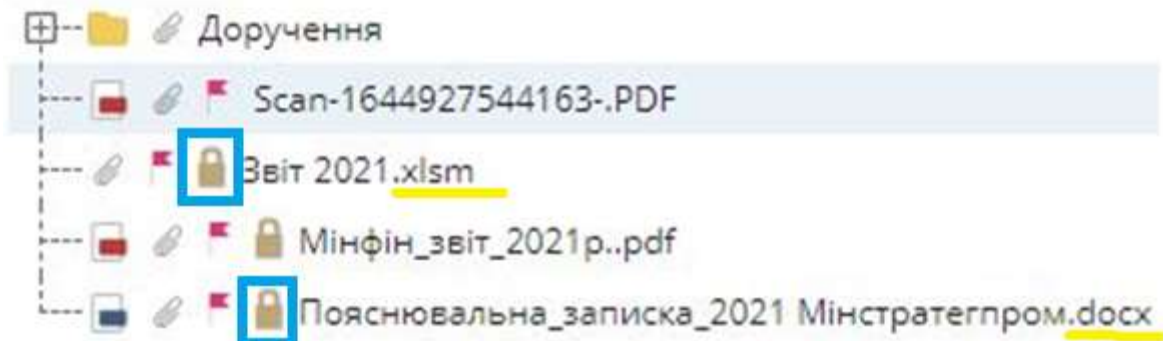 Доручення
Scan-1644927544163-.PDF
Звіт 2021.xlsm
Мінфін_звіт_2021р..pdf
Пояснювальна_записка_2021 Мінстратегпром.docx